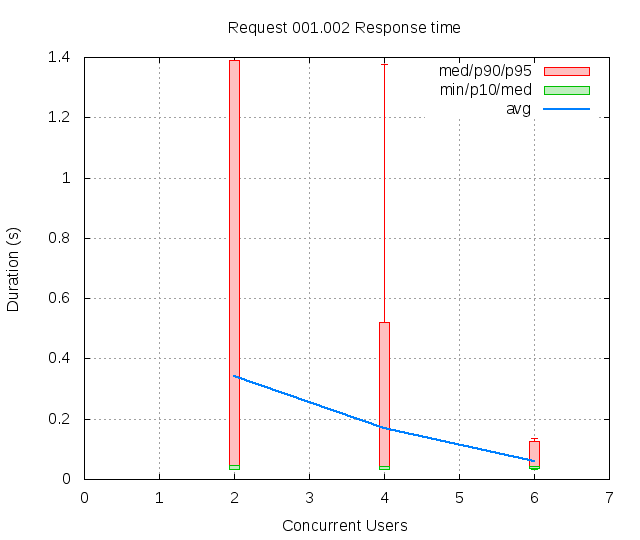 Request 001.002 Response time
med/p90/p95
min/p10/med
avg
1.4
1.2
1
0.8
0.6
0.4
0.2
0
Duration (s)
0 1 2 3 4 5 6 7
Concurrent Users